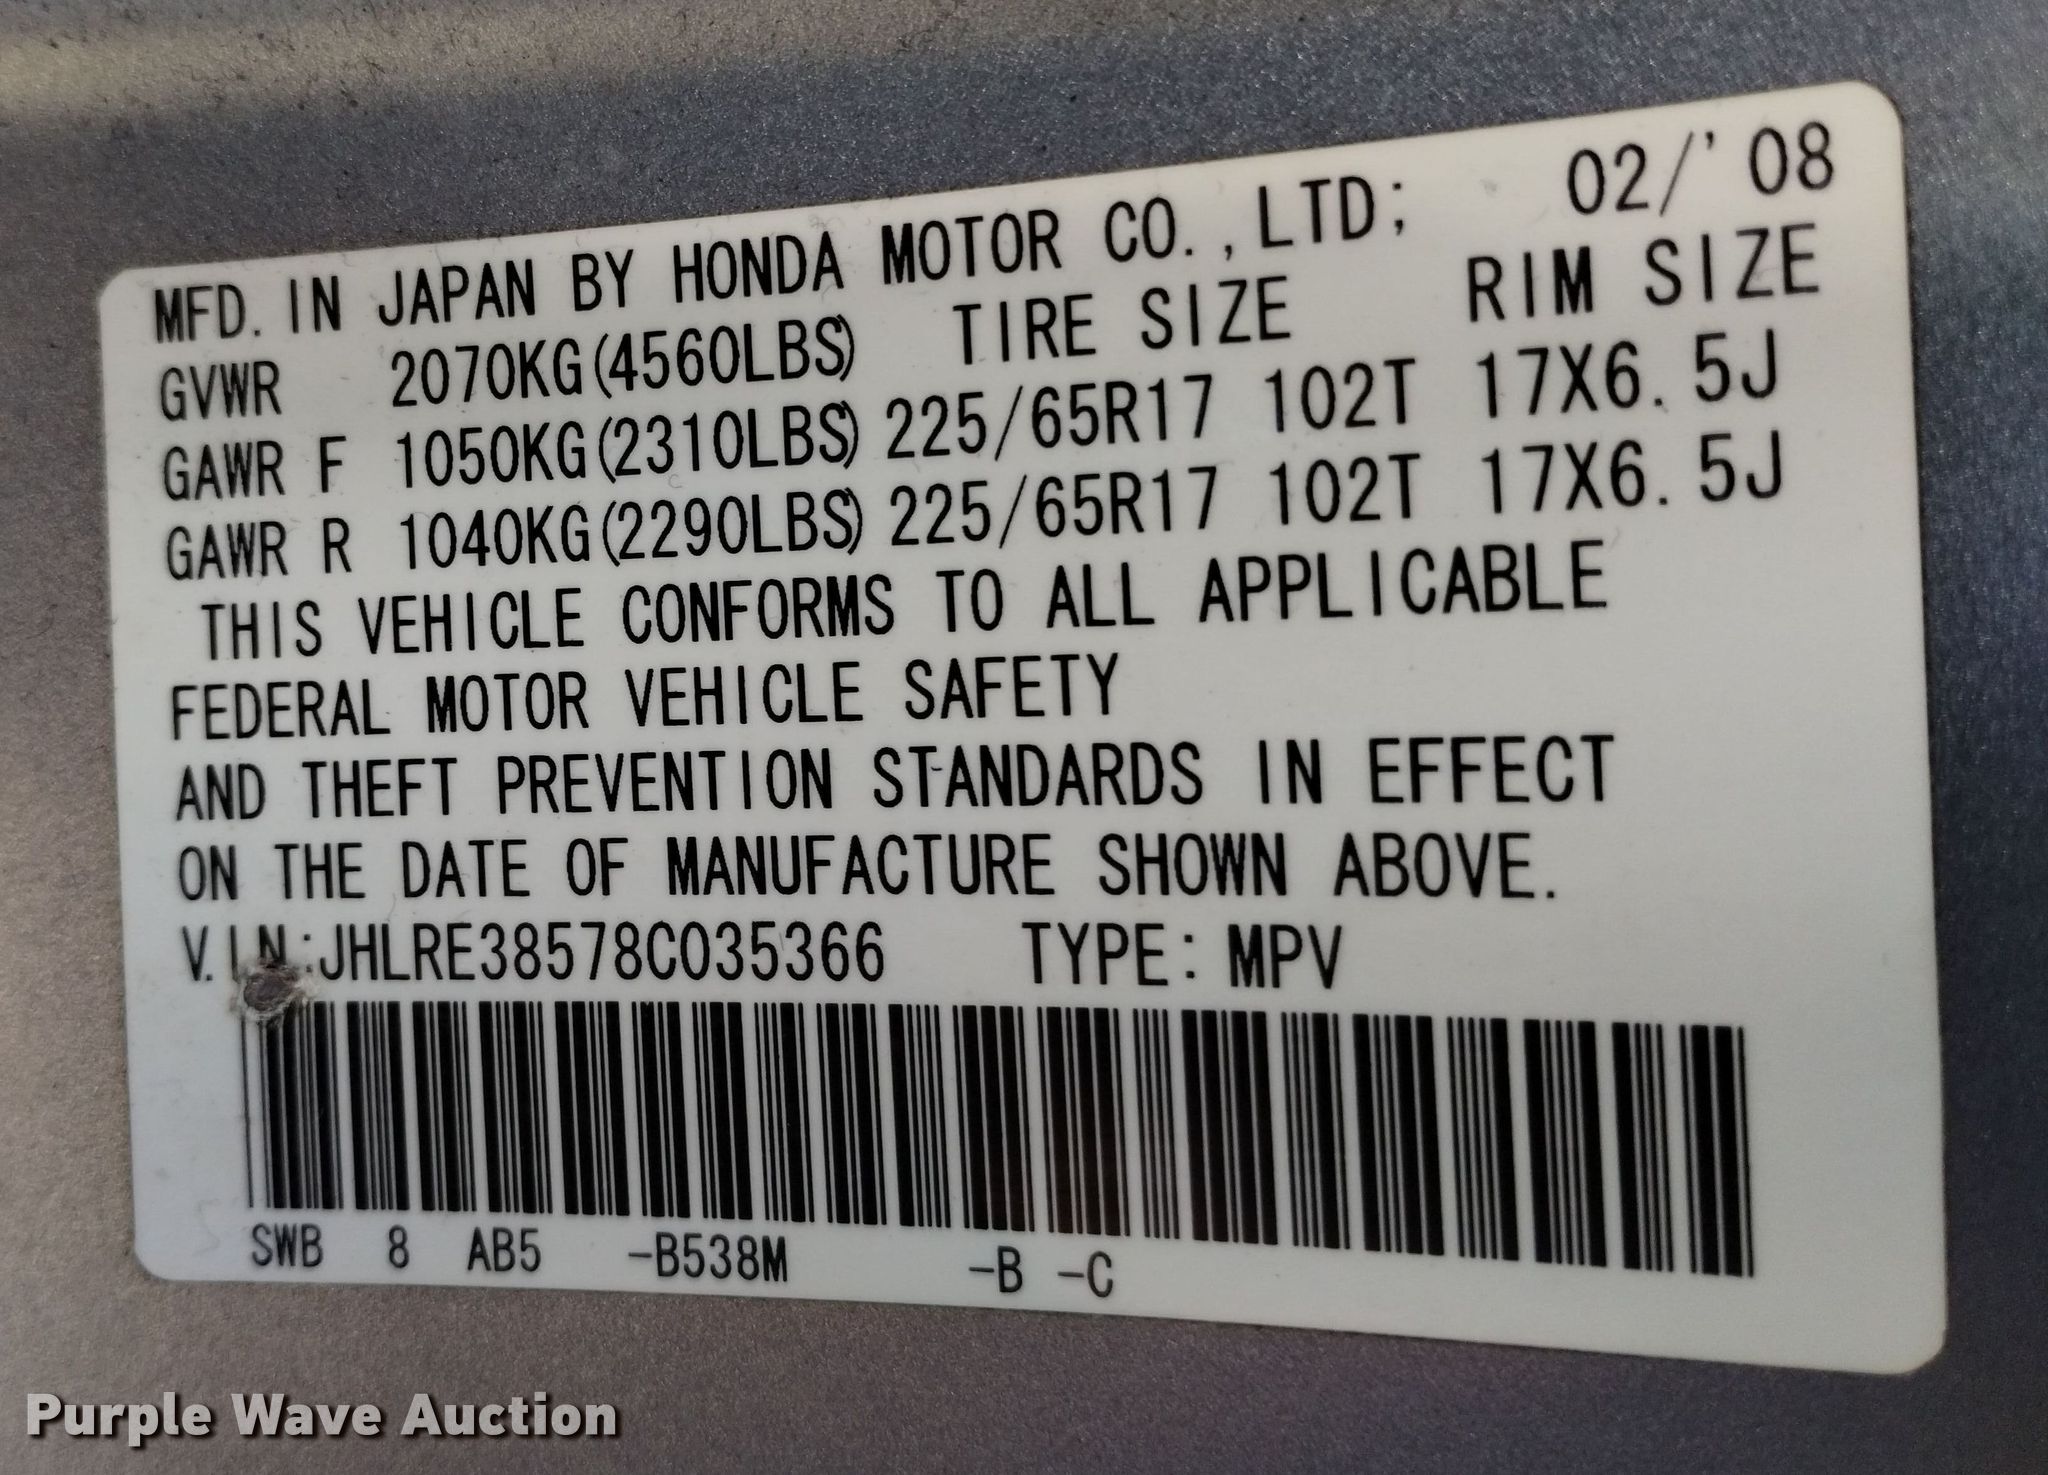 MFD. IN JAPAN BY HONDA MOTOR CO.,LTD; 02/'08
GVWR 2070KG(4560LBS) TIRE SIZE RIM SIZE
GAWR F 1050KG(2310LBS) 225/65R17 102T 17X6.5J
GAWR R 1040KG(2290LBS) 225/65R17 102T 17X6.5J
THIS VEHICLE CONFORMS TO ALL APPLICABLE
FEDERAL MOTOR VEHICLE SAFETY
AND THEFT PREVENTION STANDARDS IN EFFECT
ON THE DATE OF MANUFACTURE SHOWN ABOVE.
V.I.N:JHLRE38578C035366 TYPE: MPV
SWB 8 AB5 -B538M -B -C
Purple Wave Auction